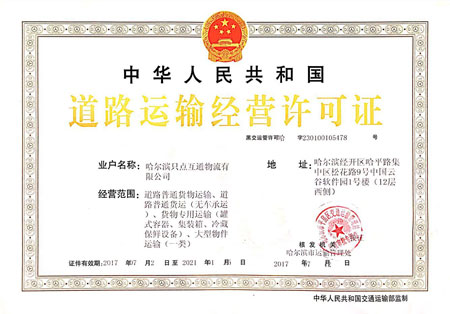 中华人民共和国
道路运输经营许可证
黑交运管许可哈 字230100105478 号
业户名称： 哈尔滨只点互通物流有
限公司
地 址： 哈尔滨经开区哈平路集
中区松花路9号中国云
谷软件园1号楼（12层
西侧）
经营范围： 道路普通货物运输、道
路普通货运（无车承运
）、货物专用运输（罐
式容器、集装箱、冷藏
保鲜设备）、大型物件
运输（一类）
核发机关
哈尔滨市运输管理处
证件有效期：2017 年7 月2 日至 2021 年1 月1 日
2017 年7 月 日
中华人民共和国交通运输部监制